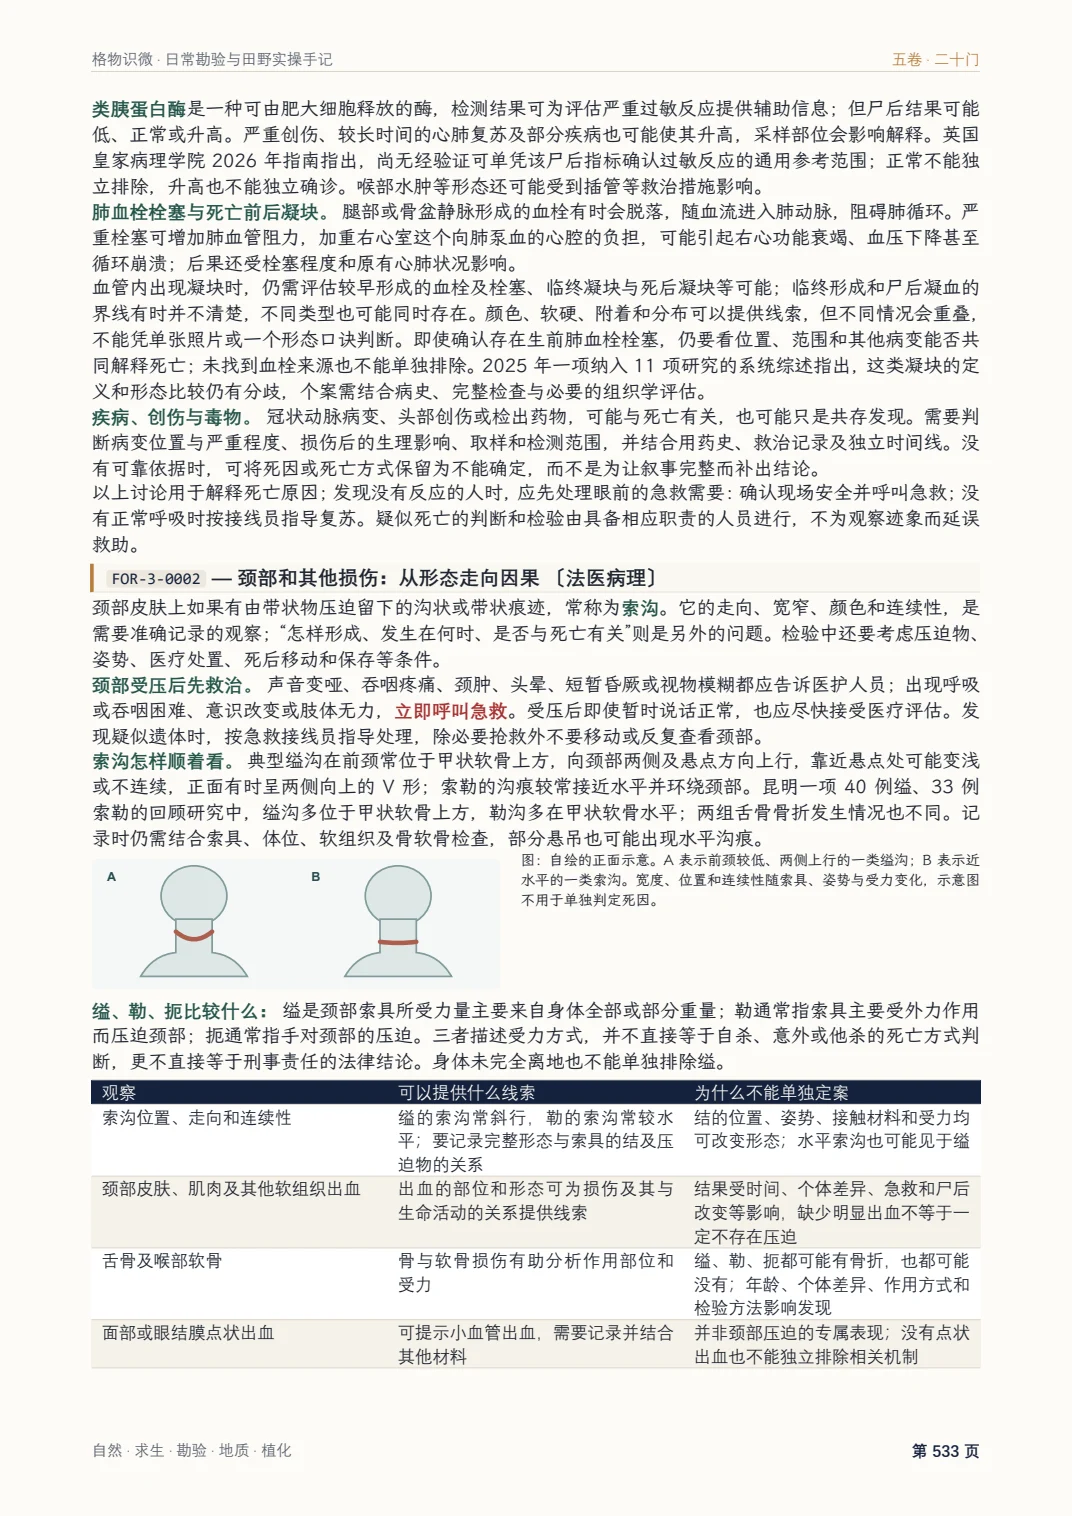 格物识微 · 日常勘验与田野实操手记
五卷 · 二十门
类胰蛋白酶是一种可由肥大细胞释放的酶，检测结果可为评估严重过敏反应提供辅助信息；但尸后结果可能
低、正常或升高。严重创伤、较长时间的心肺复苏及部分疾病也可能使其升高，采样部位会影响解释。英国
皇家病理学院 2026 年指南指出，尚无经验证可单凭该尸后指标确认过敏反应的通用参考范围；正常不能独
立排除，升高也不能独立确诊。喉部水肿等形态还可能受到插管等救治措施影响。
肺血栓栓塞与死亡前后凝块。 腿部或骨盆静脉形成的血栓有时会脱落，随血流进入肺动脉，阻碍肺循环。严
重栓塞可增加肺血管阻力，加重右心室这个向肺泵血的心腔的负担，可能引起右心功能衰竭、血压下降甚至
循环崩溃；后果还受栓塞程度和原有心肺状况影响。
血管内出现凝块时，仍需评估较早形成的血栓及栓塞、临终凝块与死后凝块等可能；临终形成和尸后凝血的
界线有时并不清楚，不同类型也可能同时存在。颜色、软硬、附着和分布可以提供线索，但不同情况会重叠，
不能凭单张照片或一个形态口诀判断。即使确认存在生前肺血栓栓塞，仍要看位置、范围和其他病变能否共
同解释死亡；未找到血栓来源也不能单独排除。2025 年一项纳入 11 项研究的系统综述指出，这类凝块的定
义和形态比较仍有分歧，个案需结合病史、完整检查与必要的组织学评估。
疾病、创伤与毒物。 冠状动脉病变、头部创伤或检出药物，可能与死亡有关，也可能只是共存发现。需要判
断病变位置与严重程度、损伤后的生理影响、取样和检测范围，并结合用药史、救治记录及独立时间线。没
有可靠依据时，可将死因或死亡方式保留为不能确定，而不是为让叙事完整而补出结论。
以上讨论用于解释死亡原因；发现没有反应的人时，应先处理眼前的急救需要：确认现场安全并呼叫急救；没
有正常呼吸时按接线员指导复苏。疑似死亡的判断和检验由具备相应职责的人员进行，不为观察迹象而延误
救助。
FOR-3-0002 — 颈部和其他损伤：从形态走向因果 〔法医病理〕
颈部皮肤上如果有由带状物压迫留下的沟状或带状痕迹，常称为索沟。它的走向、宽窄、颜色和连续性，是
需要准确记录的观察；“怎样形成、发生在何时、是否与死亡有关”则是另外的问题。检验中还要考虑压迫物、
姿势、医疗处置、死后移动和保存等条件。
颈部受压后先救治。 声音变哑、吞咽疼痛、颈肿、头晕、短暂昏厥或视物模糊都应告诉医护人员；出现呼吸
或吞咽困难、意识改变或肢体无力，立即呼叫急救。受压后即使暂时说话正常，也应尽快接受医疗评估。发
现疑似遗体时，按急救接线员指导处理，除必要抢救外不要移动或反复查看颈部。
索沟怎样顺着看。 典型缢沟在前颈常位于甲状软骨上方，向颈部两侧及悬点方向上行，靠近悬点处可能变浅
或不连续，正面有时呈两侧向上的 V 形；索勒的沟痕较常接近水平并环绕颈部。昆明一项 40 例缢、33 例
索勒的回顾研究中，缢沟多位于甲状软骨上方，勒沟多在甲状软骨水平；两组舌骨骨折发生情况也不同。记
录时仍需结合索具、体位、软组织及骨软骨检查，部分悬吊也可能出现水平沟痕。
A
B
图：自绘的正面示意。A 表示前颈较低、两侧上行的一类缢沟；B 表示近
水平的一类索沟。宽度、位置和连续性随索具、姿势与受力变化，示意图
不用于单独判定死因。
缢、勒、扼比较什么： 缢是颈部索具所受力量主要来自身体全部或部分重量；勒通常指索具主要受外力作用
而压迫颈部；扼通常指手对颈部的压迫。三者描述受力方式，并不直接等于自杀、意外或他杀的死亡方式判
断，更不直接等于刑事责任的法律结论。身体未完全离地也不能单独排除缢。
观察
可以提供什么线索
为什么不能单独定案
索沟位置、走向和连续性
缢的索沟常斜行，勒的索沟常较水
平；要记录完整形态与索具的结及压
迫物的关系
结的位置、姿势、接触材料和受力均
可改变形态；水平索沟也可能见于缢
颈部皮肤、肌肉及其他软组织出血
出血的部位和形态可为损伤及其与
生命活动的关系提供线索
结果受时间、个体差异、急救和尸后
改变等影响，缺少明显出血不等于一
定不存在压迫
舌骨及喉部软骨
骨与软骨损伤有助分析作用部位和
受力
缢、勒、扼都可能有骨折，也都可能
没有；年龄、个体差异、作用方式和
检验方法影响发现
面部或眼结膜点状出血
可提示小血管出血，需要记录并结合
其他材料
并非颈部压迫的专属表现；没有点状
出血也不能独立排除相关机制
自然 · 求生 · 勘验 · 地质 · 植化
第 533 页